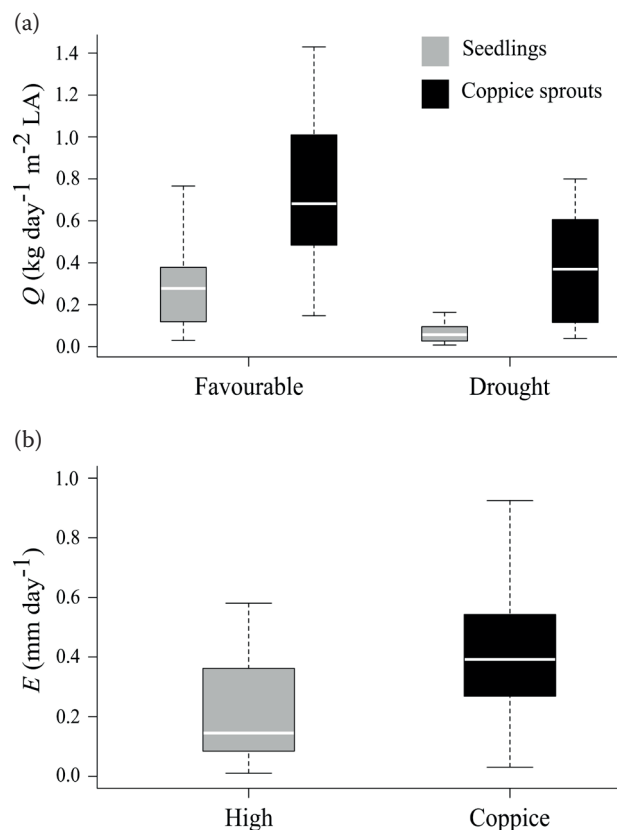 (a)
Q (kg day⁻¹ m⁻² LA)
1.4
1.2
1.0
0.8
0.6
0.4
0.2
0.0
Seedlings
Coppice sprouts
Favourable Drought
(b)
E (mm day⁻¹)
1.0
0.8
0.6
0.4
0.2
0.0
High Coppice